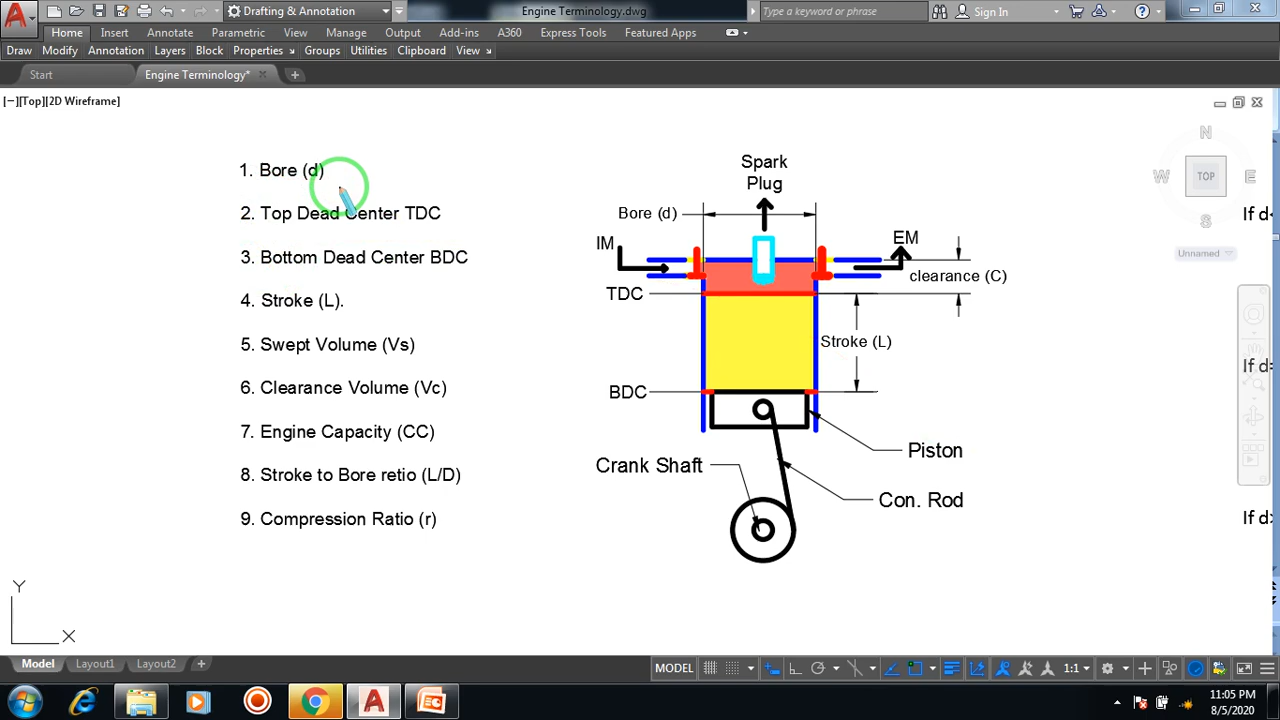 Drafting & Annotation
Engine Terminology.dwg
Type a keyword or phrase
Sign In
Home Insert Annotate Parametric View Manage Output Add-ins A360 Express Tools Featured Apps
Draw Modify Annotation Layers Block Properties Groups Utilities Clipboard View
Start
Engine Terminology*
[−][Top][2D Wireframe]
1. Bore (d)
2. Top Dead Center TDC
3. Bottom Dead Center BDC
4. Stroke (L).
5. Swept Volume (Vs)
6. Clearance Volume (Vc)
7. Engine Capacity (CC)
8. Stroke to Bore retio (L/D)
9. Compression Ratio (r)
Spark
Plug
Bore (d)
IM
EM
clearance (C)
TDC
Stroke (L)
BDC
Piston
Crank Shaft
Con. Rod
N
W
TOP
E
S
Unnamed
If d<
If d=
If d>
Y
X
Model Layout1 Layout2
MODEL
1:1
11:05 PM
8/5/2020